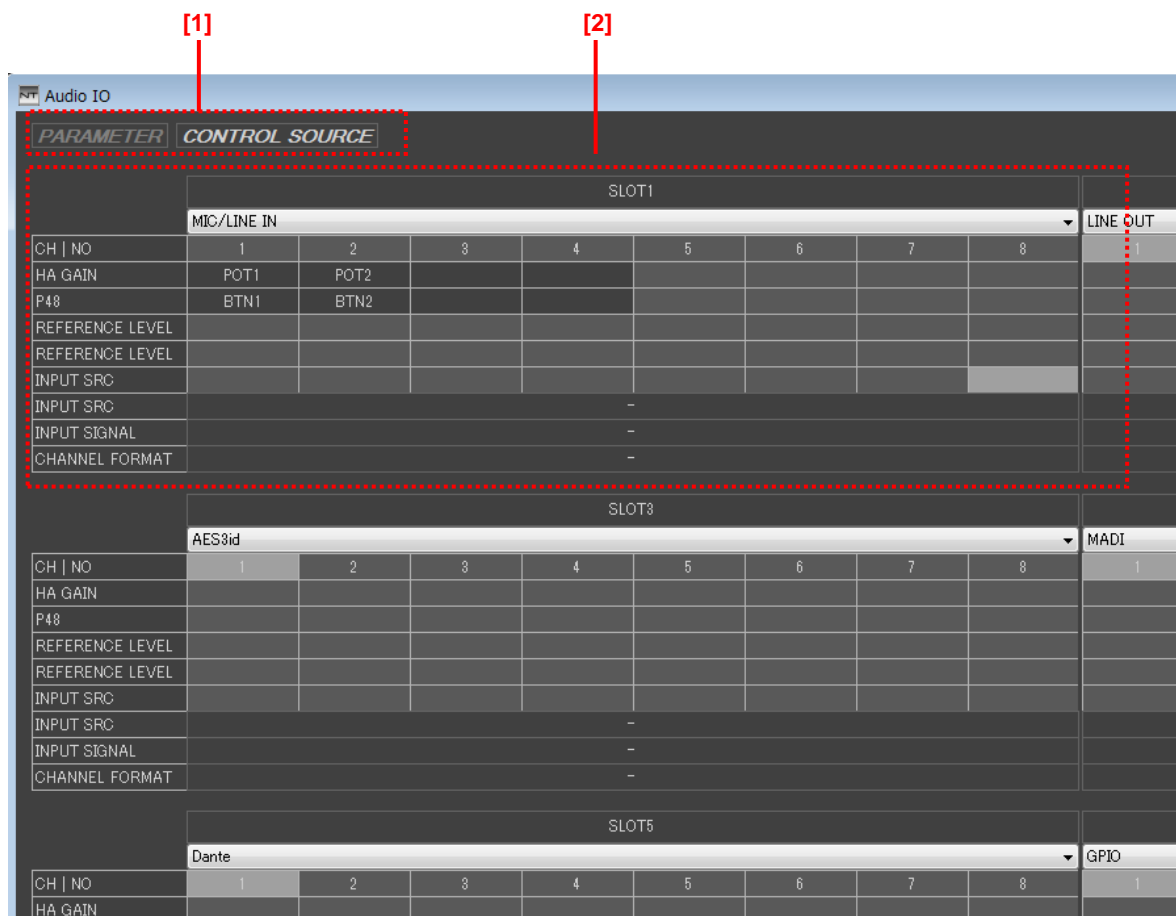 [1] [2]
Audio IO
PARAMETER CONTROL SOURCE
SLOT1
MIC/LINE IN LINE OUT
CH | NO 1 2 3 4 5 6 7 8 1
HA GAIN POT1 POT2
P48 BTN1 BTN2
REFERENCE LEVEL
REFERENCE LEVEL
INPUT SRC
INPUT SRC -
INPUT SIGNAL -
CHANNEL FORMAT -
SLOT3
AES3id MADI
CH | NO 1 2 3 4 5 6 7 8 1
HA GAIN
P48
REFERENCE LEVEL
REFERENCE LEVEL
INPUT SRC
INPUT SRC -
INPUT SIGNAL -
CHANNEL FORMAT -
SLOT5
Dante GPIO
CH | NO 1 2 3 4 5 6 7 8 1
HA GAIN